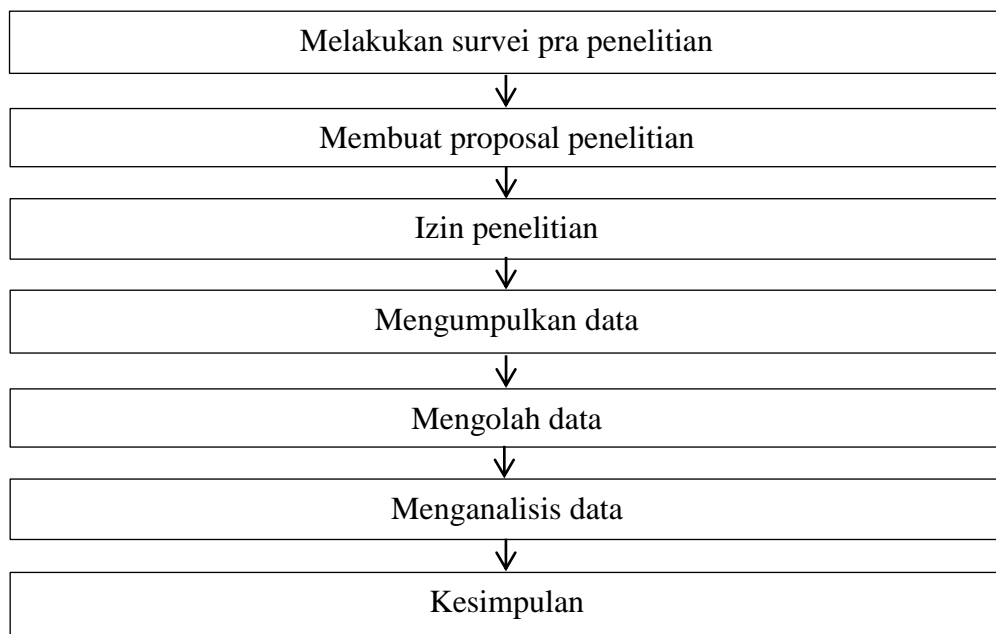 Melakukan survei pra penelitian
Membuat proposal penelitian
Izin penelitian
Mengumpulkan data
Mengolah data
Menganalisis data
Kesimpulan